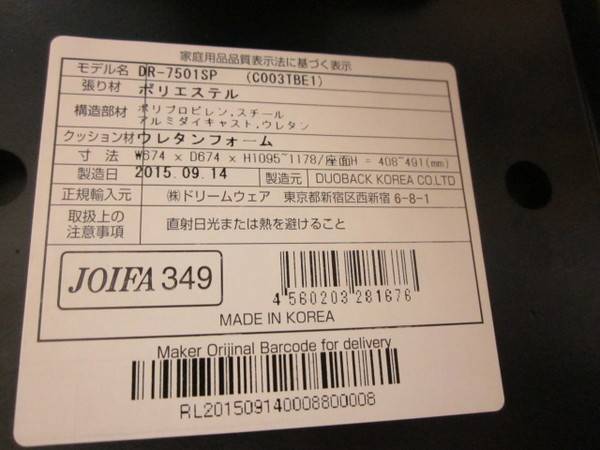 家庭用品品質表示法に基づく表示
モデル名 DR-7501SP (C003TBE1)
張り材 ポリエステル
構造部材 ポリプロピレン,スチール
アルミダイキャスト,ウレタン
クッション材 ウレタンフォーム
寸法 W674 x D674 x H1095~1178/座面H = 408~491(mm)
製造日 2015.09.14 製造元 DUOBACK KOREA CO.LTD
正規輸入元 ㈱ドリームウェア 東京都新宿区西新宿 6-8-1
取扱上の
注意事項 直射日光または熱を避けること
JOIFA 349
4 560203 281676
MADE IN KOREA
Maker Orijinal Barcode for delivery
RL201509140008800008